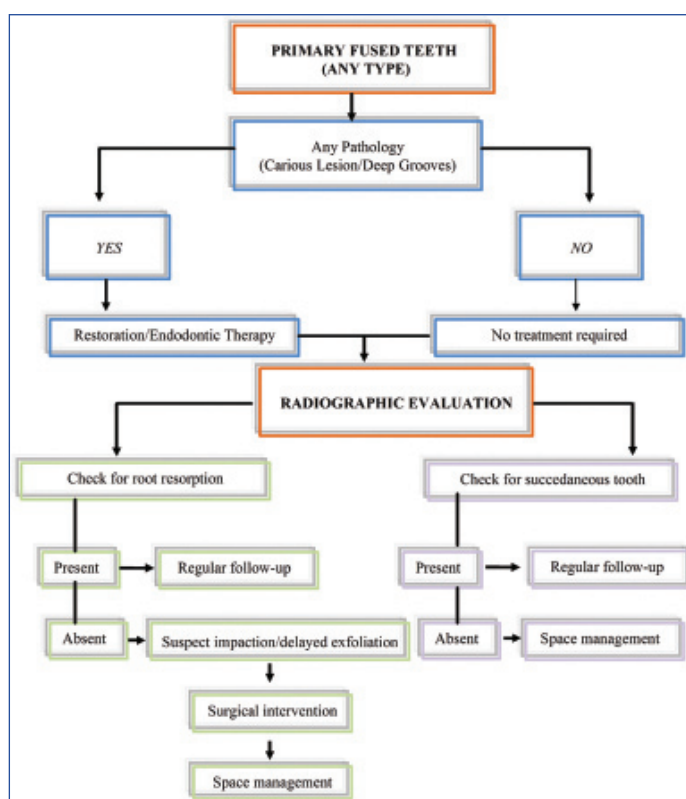 PRIMARY FUSED TEETH
(ANY TYPE)
Any Pathology
(Carious Lesion/Deep Grooves)
YES
NO
Restoration/Endodontic Therapy
No treatment required
RADIOGRAPHIC EVALUATION
Check for root resorption
Check for succedaneous tooth
Present
Regular follow-up
Present
Regular follow-up
Absent
Suspect impaction/delayed exfoliation
Absent
Space management
Surgical intervention
Space management